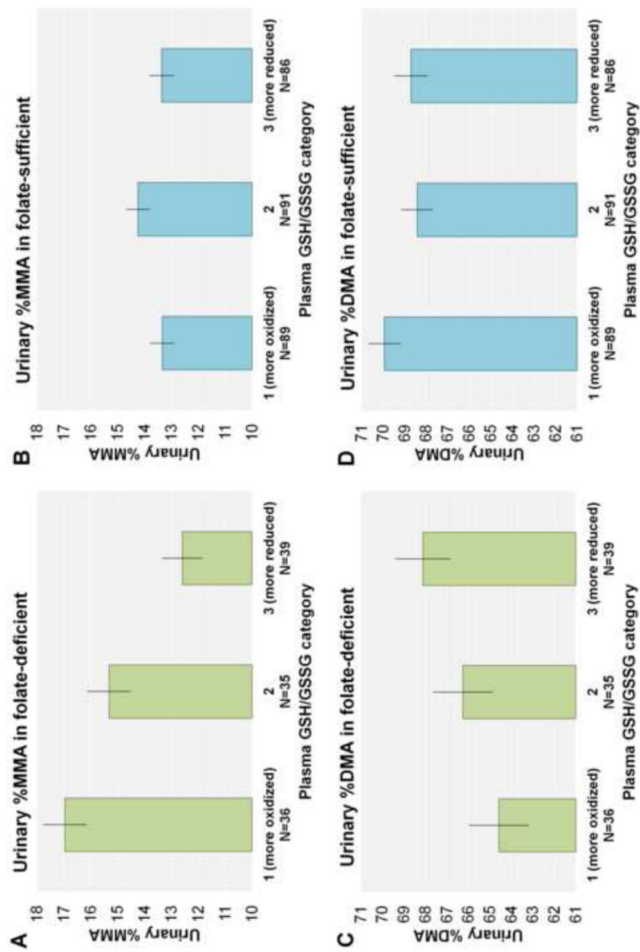 A
Urinary %MMA in folate-deficient
Urinary %MMA
18
17
16
15
14
13
12
11
10
1 (more oxidized)
N=36
2
N=35
3 (more reduced)
N=39
Plasma GSH/GSSG category
B
Urinary %MMA in folate-sufficient
Urinary %MMA
18
17
16
15
14
13
12
11
10
1 (more oxidized)
N=89
2
N=91
3 (more reduced)
N=86
Plasma GSH/GSSG category
C
Urinary %DMA in folate-deficient
Urinary %DMA
71
70
69
68
67
66
65
64
63
62
61
1 (more oxidized)
N=36
2
N=35
3 (more reduced)
N=39
Plasma GSH/GSSG category
D
Urinary %DMA in folate-sufficient
Urinary %DMA
71
70
69
68
67
66
65
64
63
62
61
1 (more oxidized)
N=89
2
N=91
3 (more reduced)
N=86
Plasma GSH/GSSG category